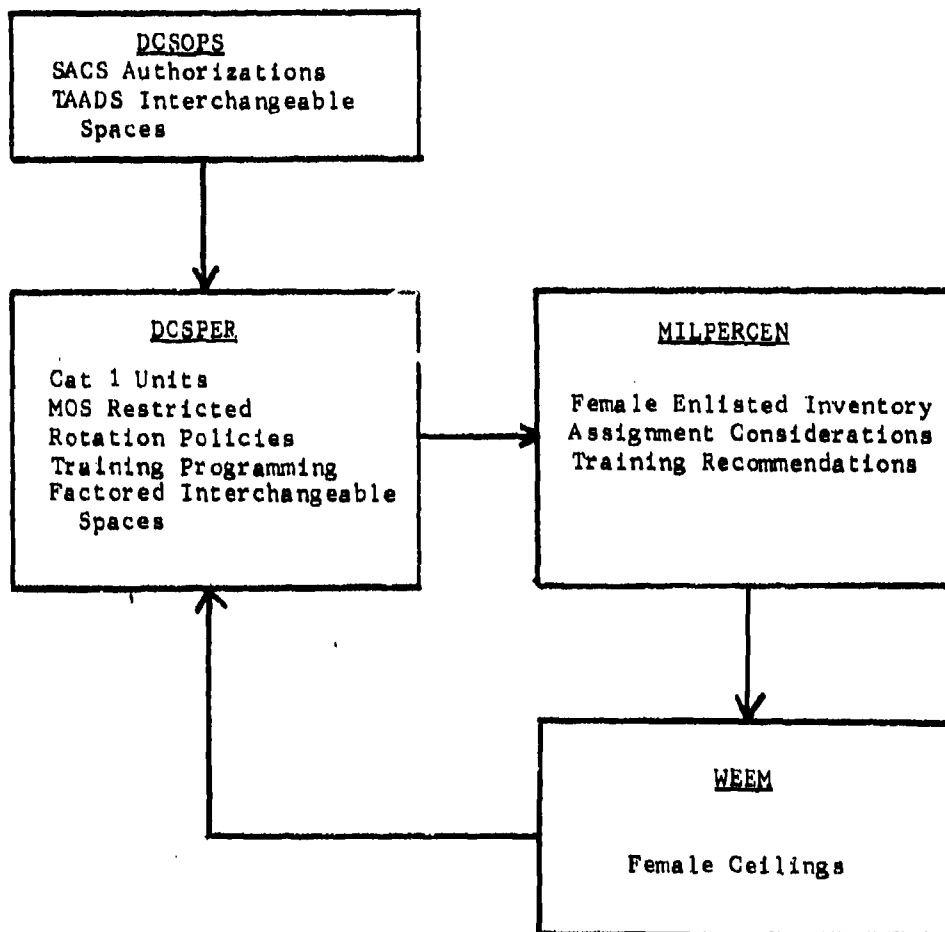 DCSOPS
SACS Authorizations
TAADS Interchangeable
Spaces
DCSPER
Cat 1 Units
MOS Restricted
Rotation Policies
Training Programming
Factored Interchangeable
Spaces
MILPERCEN
Female Enlisted Inventory
Assignment Considerations
Training Recommendations
WEEM
Female Ceilings